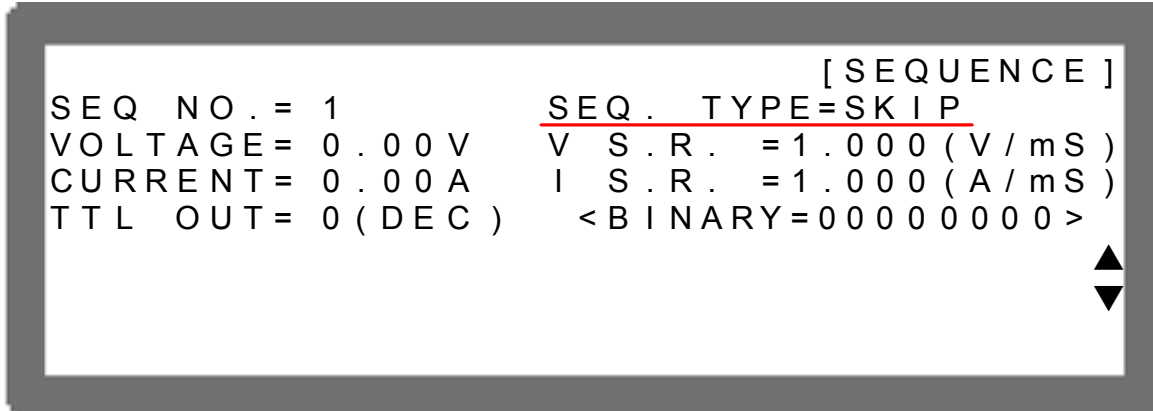 [SEQUENCE]
SEQ NO.= 1 SEQ. TYPE=SKIP
VOLTAGE= 0.00V V S.R. =1.000(V/mS)
CURRENT= 0.00A I S.R. =1.000(A/mS)
TTL OUT= 0(DEC) <BINARY=00000000>